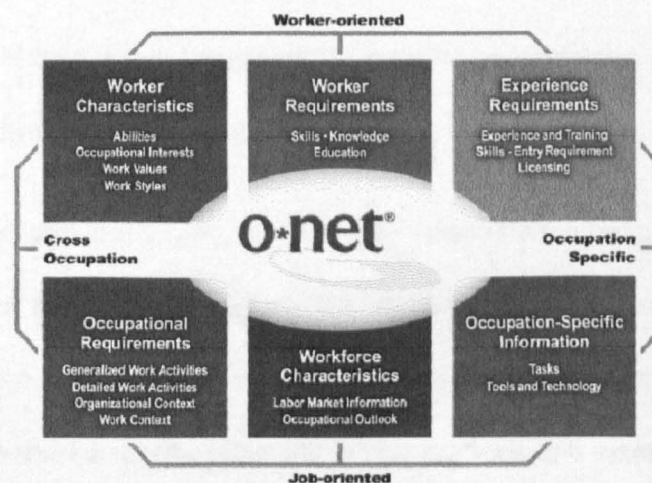 Worker-oriented
Worker
Characteristics
Abilities
Occupational Interests
Work Values
Work Styles
Worker
Requirements
Skills • Knowledge
Education
Experience
Requirements
Experience and Training
Skills - Entry Requirement
Licensing
o*net®
Cross
Occupation
Occupation
Specific
Occupational
Requirements
Generalized Work Activities
Detailed Work Activities
Organizational Context
Work Context
Workforce
Characteristics
Labor Market Information
Occupational Outlook
Occupation-Specific
Information
Tasks
Tools and Technology
Job-oriented